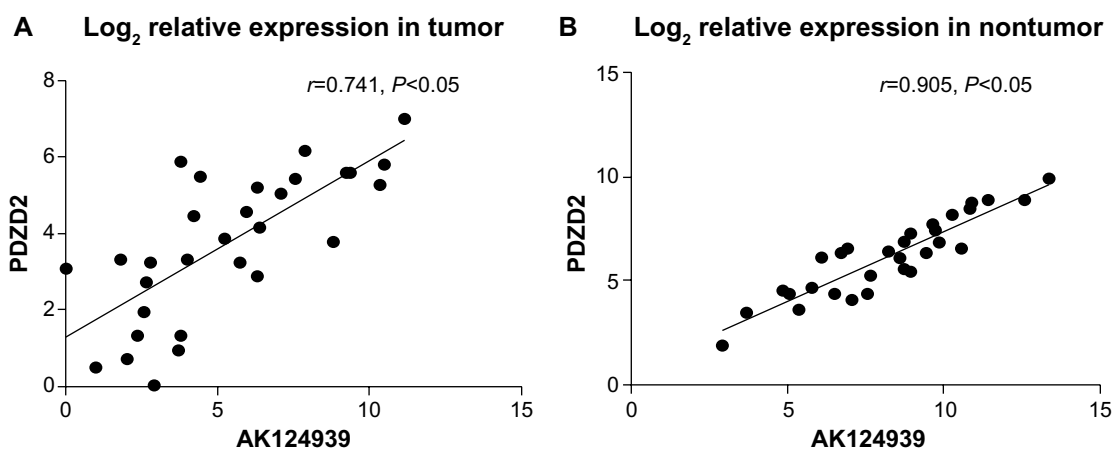 A Log2 relative expression in tumor
r=0.741, P<0.05
PDZD2
8
6
4
2
0
0 5 10 15
AK124939
B Log2 relative expression in nontumor
r=0.905, P<0.05
PDZD2
15
10
5
0
0 5 10 15
AK124939